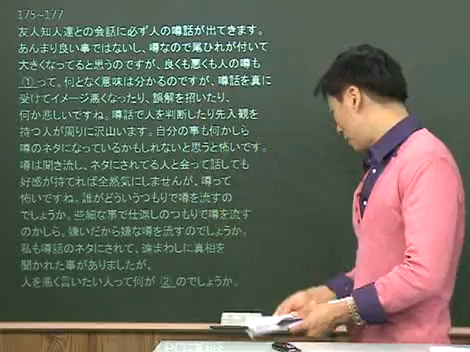 175~177
友人知人達との会話に必ず人の噂話が出てきます。
あんまり良い事ではないし、噂なので尾ひれが付いて
大きくなってると思うのですが、良くも悪くも人の噂も
①って。何となく意味は分かるのですが、噂話を真に
受けてイメージ悪くなったり、誤解を招いたり、
何か悲しいですね。噂話で人を判断したり先入観を
持つ人が周りに沢山います。自分の事も何かしら
噂のネタになっているかもしれないと思うと怖いです。
噂は聞き流し、ネタにされてる人と会って話しても
好感が持てれば全然気にしませんが、噂って
怖いですね。誰がどういうつもりで噂を流すの
でしょうか。些細な事で仕返しのつもりで噂を流す
のかしら。嫌いだから嫌な噂を流すのでしょうか。
私も噂話のネタにされて、遠まわしに真相を
聞かれた事がありましたが、
人を悪く言いたい人って何が ② のでしょうか。